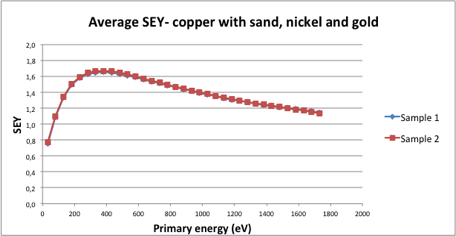 Average SEY- copper with sand, nickel and gold
2,0
1,8
1,6
1,4
1,2
1,0
0,8
0,6
0,4
0,2
0,0
SEY
0 200 400 600 800 1000 1200 1400 1600 1800 2000
Primary energy (eV)
Sample 1
Sample 2